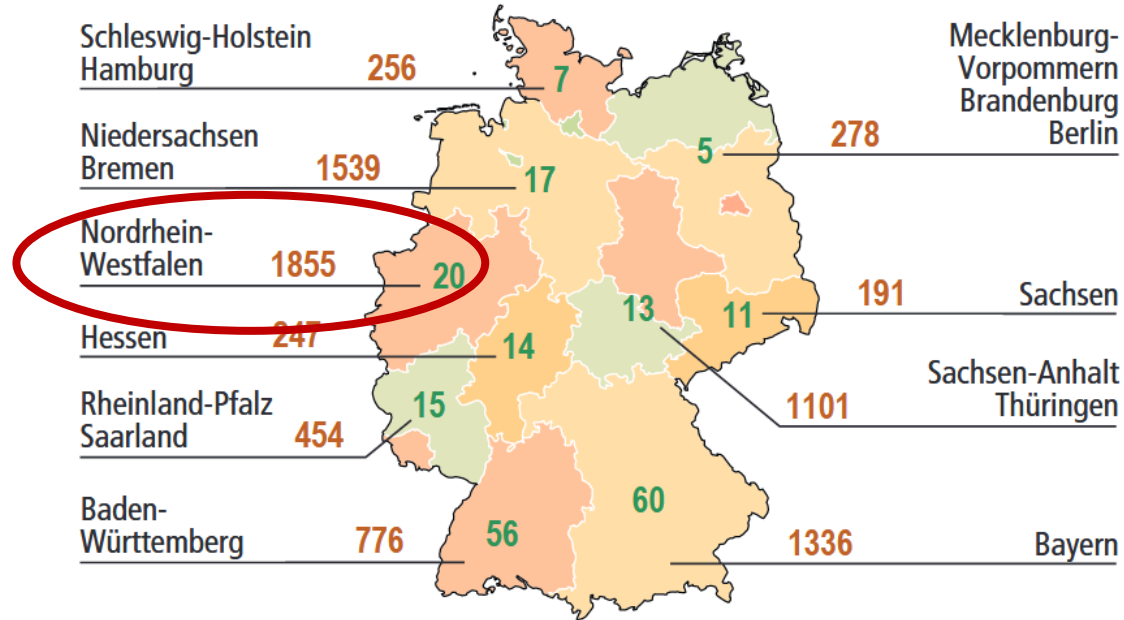 Schleswig-Holstein
Hamburg 256
7
Mecklenburg-
Vorpommern
Brandenburg
Berlin
278
5
Niedersachsen
Bremen 1539
17
Nordrhein-
Westfalen 1855
20
191 Sachsen
11
Hessen 247
14
Sachsen-Anhalt
Thüringen
1101
13
Rheinland-Pfalz
Saarland 454
15
Baden-
Württemberg 776
56
60
1336 Bayern